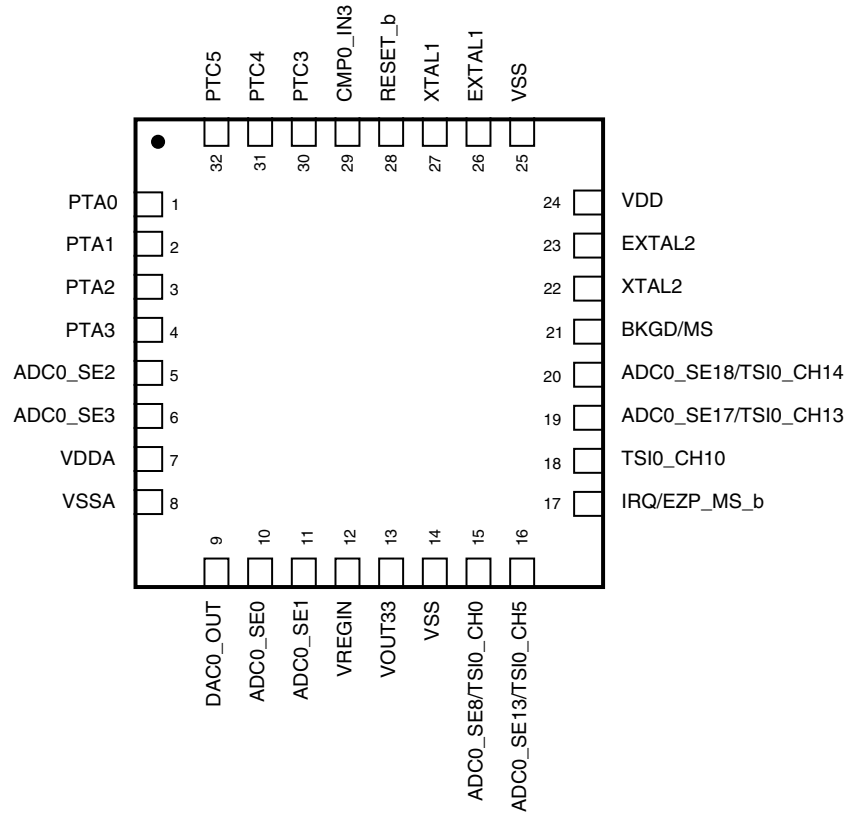 PTC5
PTC4
PTC3
CMP0_IN3
RESET_b
XTAL1
EXTAL1
VSS
32
31
30
29
28
27
26
25
PTA0 1
PTA1 2
PTA2 3
PTA3 4
ADC0_SE2 5
ADC0_SE3 6
VDDA 7
VSSA 8
24 VDD
23 EXTAL2
22 XTAL2
21 BKGD/MS
20 ADC0_SE18/TSI0_CH14
19 ADC0_SE17/TSI0_CH13
18 TSI0_CH10
17 IRQ/EZP_MS_b
9
10
11
12
13
14
15
16
DAC0_OUT
ADC0_SE0
ADC0_SE1
VREGIN
VOUT33
VSS
ADC0_SE8/TSI0_CH0
ADC0_SE13/TSI0_CH5